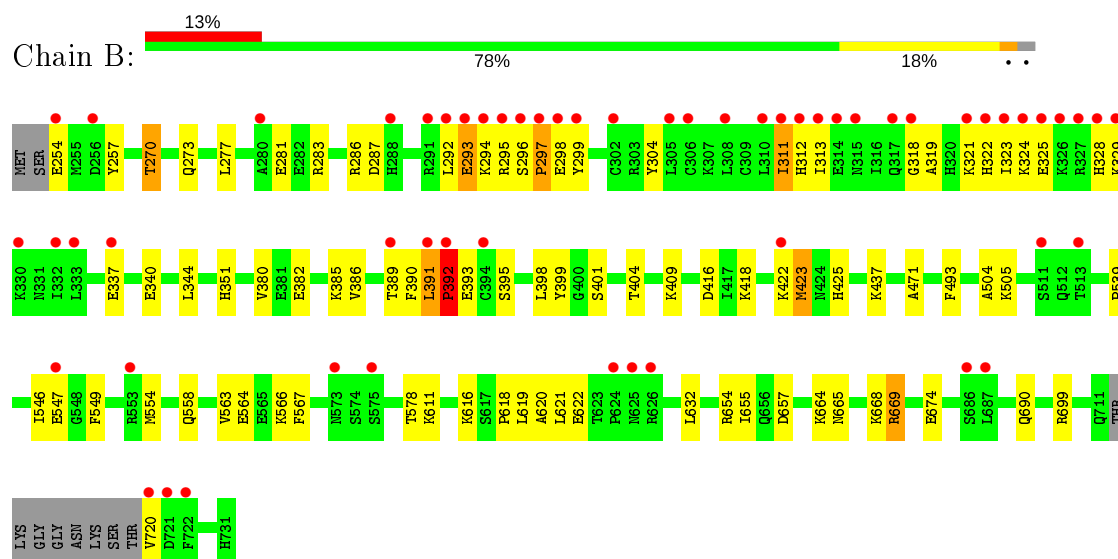 13%
Chain B:
78% 18% • •
MET SER E254 M255 D256 Y257 T270 Q273 L277 A280 E281 E282 R283 R286 D287 H288 R291 L292 E293 K294 R295 S296 P297 E298 Y299 C302 R303 Y304 L305 C306 K307 L308 C309 L310 I311 H312 I313 E314 N315 I316 Q317 G318 A319 H320 K321 H322 I323 K324 E325 K326 R327 H328 K329
K330 N331 I332 L333 E337 E340 L344 H351 V380 E381 E382 K385 V386 T389 F390 L391 P392 E393 C394 S395 L398 Y399 G400 S401 T404 K409 D416 I417 K418 K422 M423 N424 H425 K437 A471 F493 A504 K505 S511 Q512 T513
I546 E547 G548 F549 R553 M554 Q558 V563 E564 E565 K566 F567 N573 S574 S575 T578 K611 K616 S617 P618 L619 A620 L621 E622 T623 P624 N625 R626 L632 R654 I655 Q656 D657 K664 N665 K668 R669 E674 S686 L687 Q690 R699 Q711 THR
LYS GLY GLY ASN LYS SER THR V720 D721 F722 H731